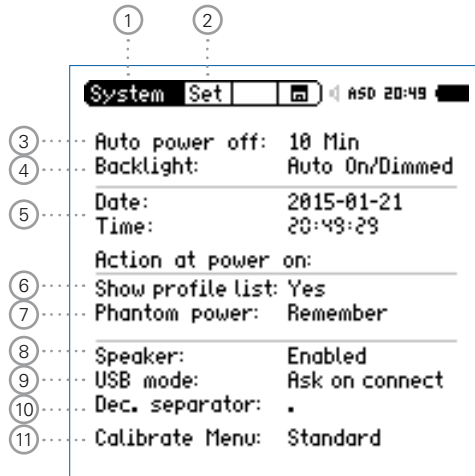 1 2
System Set ASD 20:49
3 Auto power off: 10 Min
4 Backlight: Auto On/Dimmed
5 Date: 2015-01-21
Time: 20:49:29
Action at power on:
6 Show profile list: Yes
7 Phantom power: Remember
8 Speaker: Enabled
9 USB mode: Ask on connect
10 Dec. separator: .
11 Calibrate Menu: Standard